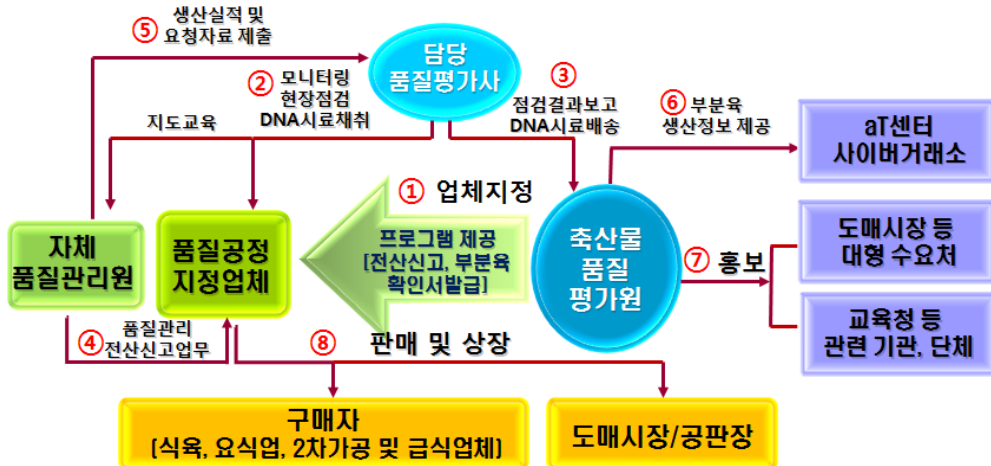 ⑤ 생산실적 및
요청자료 제출
담당
품질평가사
② 모니터링
현장점검
DNA시료채취
③
점검결과보고
DNA시료배송
⑥ 부분육
생산정보 제공
aT센터
사이버거래소
지도교육
① 업체지정
프로그램 제공
[전산신고, 부분육
확인서발급]
자체
품질관리원
품질공정
지정업체
축산물
품질
평가원
⑦ 홍보
도매시장 등
대형 수요처
교육청 등
관련 기관, 단체
④ 품질관리
전산신고업무
⑧ 판매 및 상장
구매자
(식육, 요식업, 2차가공 및 급식업체)
도매시장/공판장